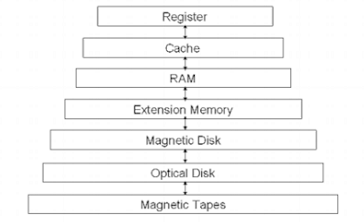 Register
Cache
RAM
Extension Memory
Magnetic Disk
Optical Disk
Magnetic Tapes